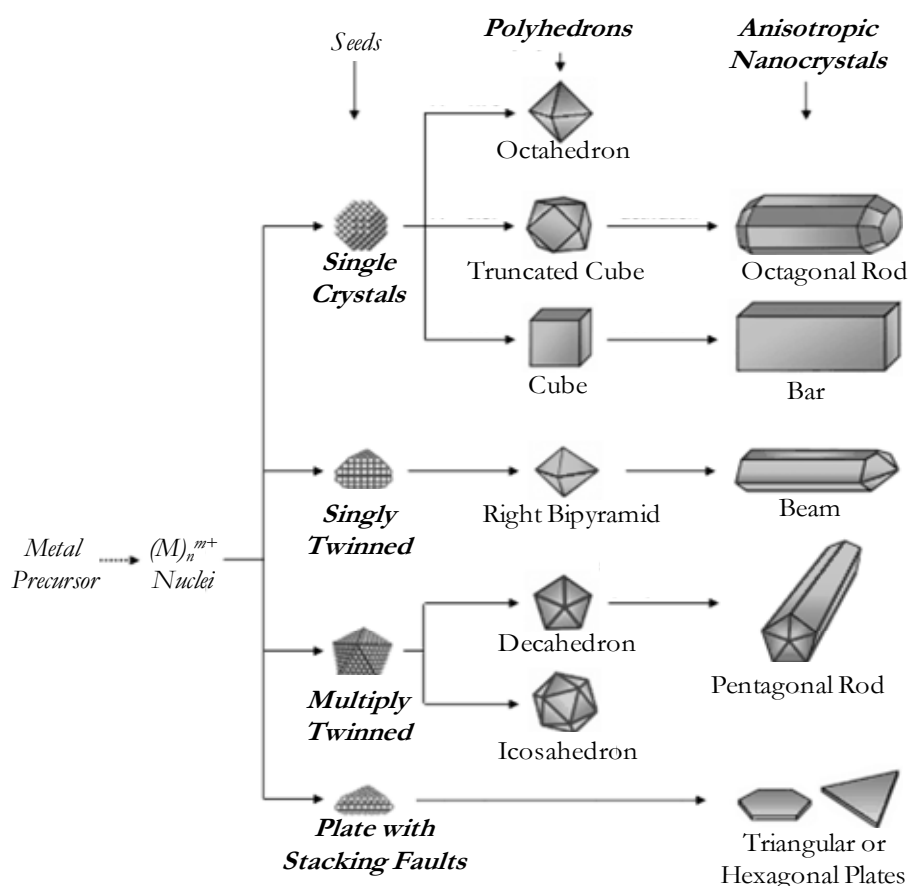 Seeds
Polyhedrons
Anisotropic
Nanocrystals
Octahedron
Single
Crystals
Truncated Cube
Octagonal Rod
Cube
Bar
Singly
Twinned
Right Bipyramid
Beam
Metal
Precursor
(M)ₙᵐ⁺
Nuclei
Decahedron
Pentagonal Rod
Multiply
Twinned
Icosahedron
Plate with
Stacking Faults
Triangular or
Hexagonal Plates